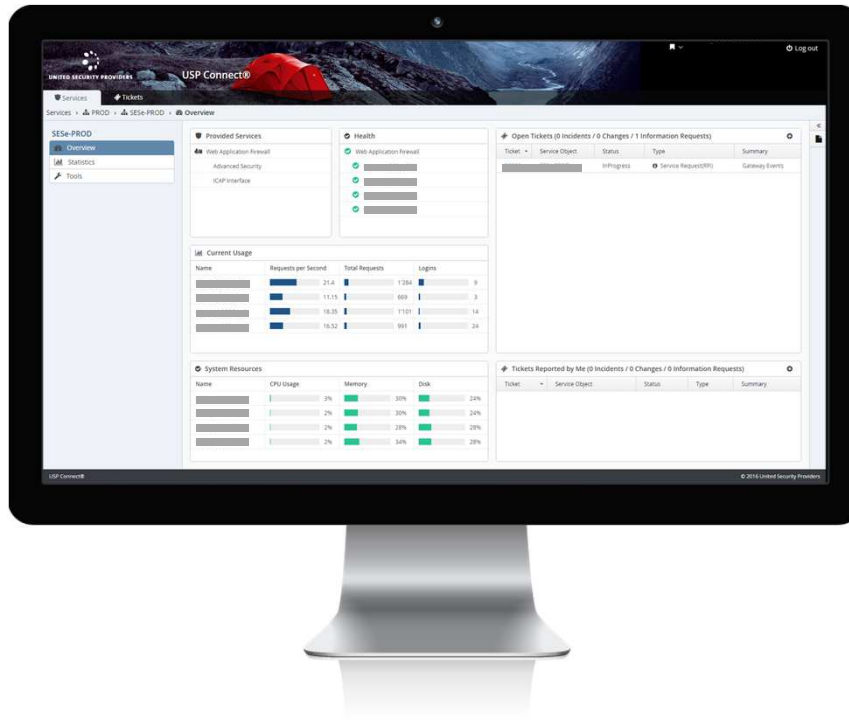 UNITED SECURITY PROVIDERS
USP Connect®
Log out
Services
Tickets
Services › PROD › SESe-PROD › Overview
SESe-PROD
Overview
Statistics
Tools
Provided Services
Web Application Firewall
Advanced Security
ICAP Interface
Health
Web Application Firewall
Open Tickets (0 Incidents / 0 Changes / 1 Information Requests)
Ticket Service Object Status Type Summary
InProgress Service Request(RFI) Gateway Events
Current Usage
Name Requests per Second Total Requests Logins
21.4 1'284 9
11.15 669 3
18.35 1'101 14
16.52 991 24
System Resources
Name CPU Usage Memory Disk
3% 30% 24%
2% 30% 24%
2% 28% 28%
2% 34% 28%
Tickets Reported by Me (0 Incidents / 0 Changes / 0 Information Requests)
Ticket Service Object Status Type Summary
USP Connect®
© 2016 United Security Providers